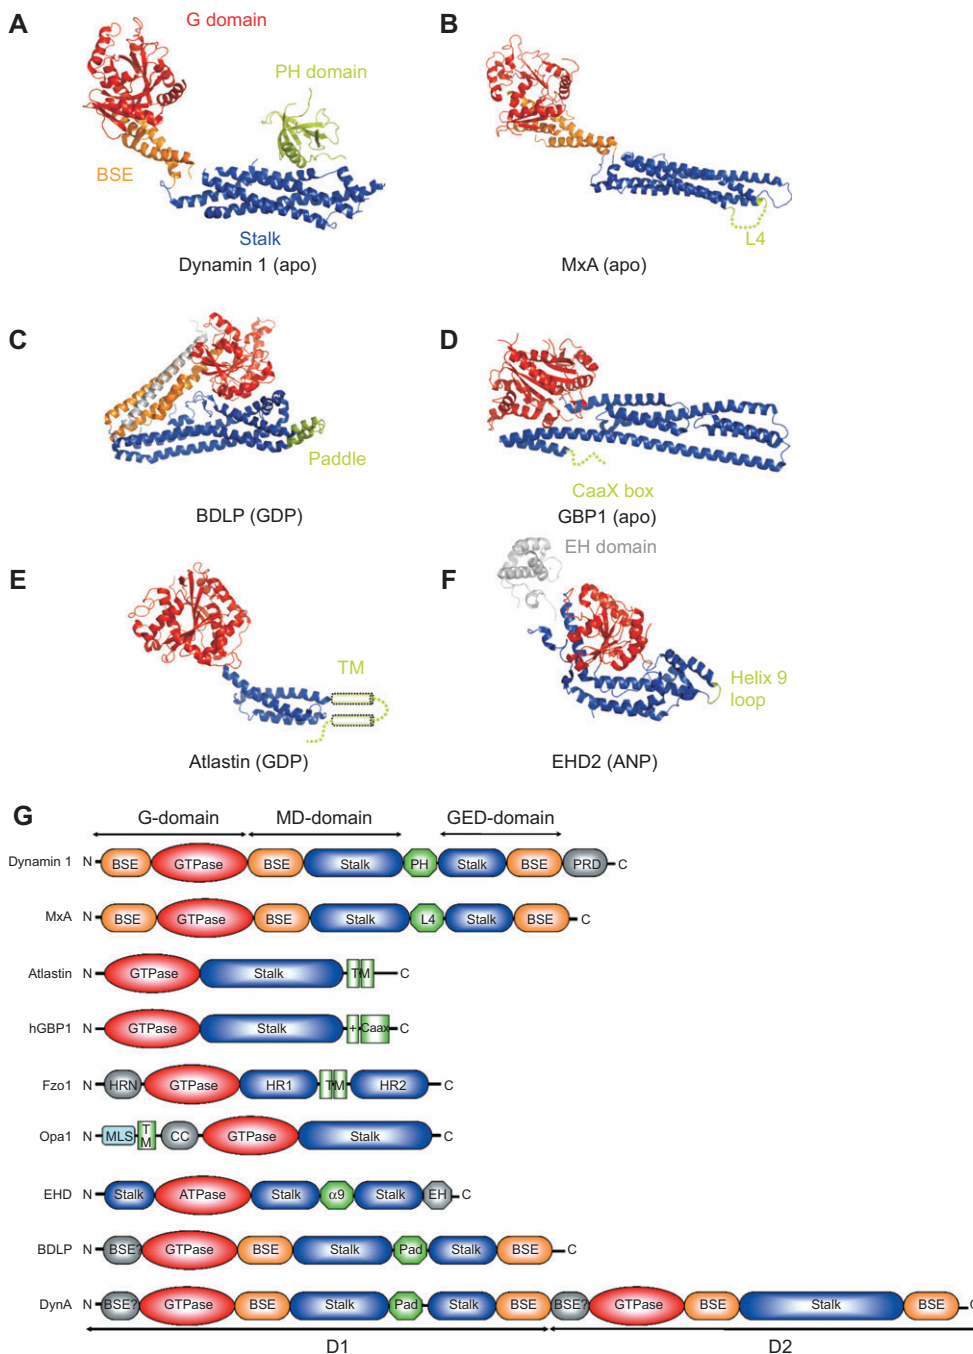 A
G domain
PH domain
BSE
Stalk
Dynamin 1 (apo)
B
L4
MxA (apo)
C
Paddle
BDLP (GDP)
D
CaaX box
GBP1 (apo)
E
TM
Atlastin (GDP)
EH domain
F
Helix 9
loop
EHD2 (ANP)
G
G-domain MD-domain GED-domain
Dynamin 1 N BSE GTPase BSE Stalk PH Stalk BSE PRD C
MxA N BSE GTPase BSE Stalk L4 Stalk BSE C
Atlastin N GTPase Stalk TM C
hGBP1 N GTPase Stalk + Caax C
Fzo1 N HRN GTPase HR1 TM HR2 C
Opa1 N MLS TM CC GTPase Stalk C
EHD N Stalk ATPase Stalk α9 Stalk EH C
BDLP N BSE? GTPase BSE Stalk Pad Stalk BSE C
DynA N BSE? GTPase BSE Stalk Pad Stalk BSE BSE? GTPase BSE Stalk BSE C
D1 D2